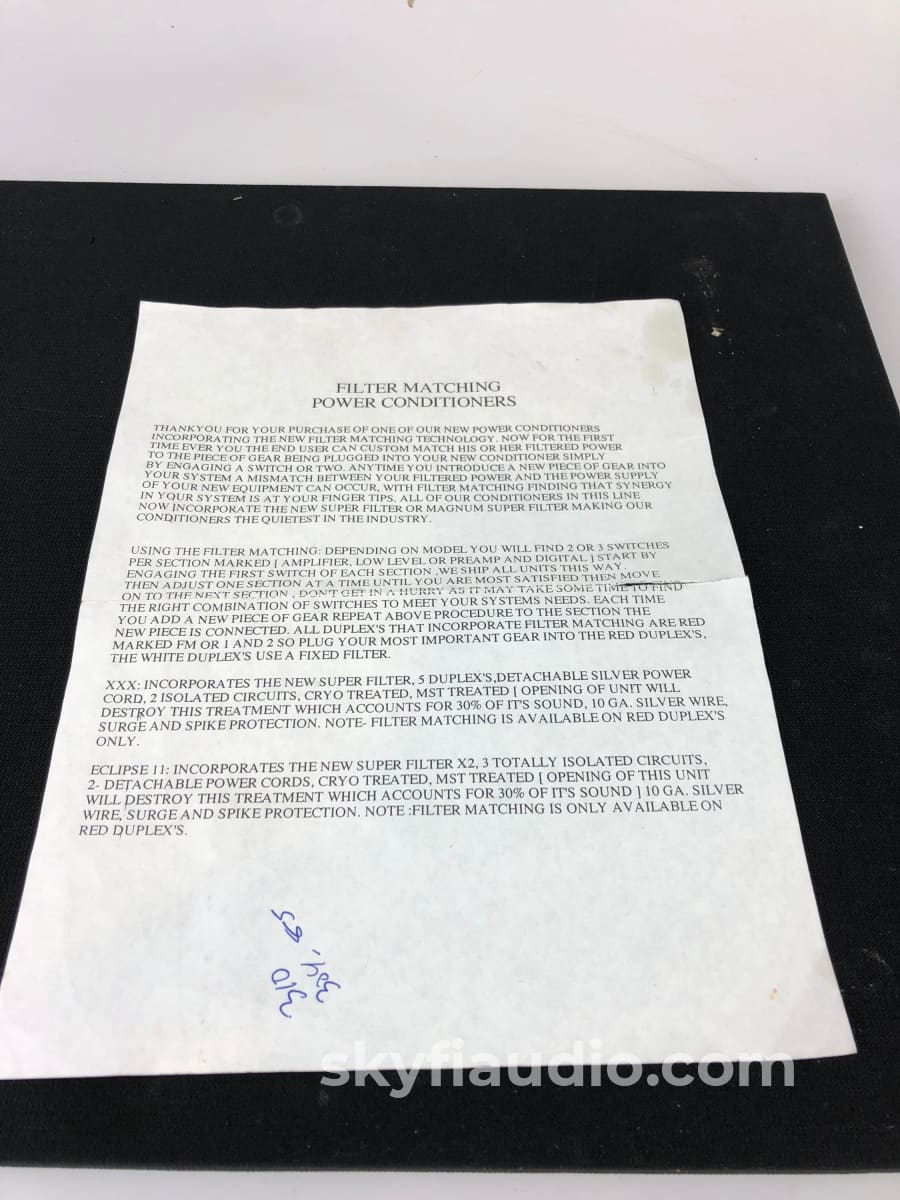 FILTER MATCHING
POWER CONDITIONERS
THANKYOU FOR YOUR PURCHASE OF ONE OF OUR NEW POWER CONDITIONERS
INCORPORATING THE NEW FILTER MATCHING TECHNOLOGY. NOW FOR THE FIRST
TIME EVER YOU THE END USER CAN CUSTOM MATCH HIS OR HER FILTERED POWER
TO THE PIECE OF GEAR BEING PLUGGED INTO YOUR NEW CONDITIONER SIMPLY
BY ENGAGING A SWITCH OR TWO. ANYTIME YOU INTRODUCE A NEW PIECE OF GEAR INTO
YOUR SYSTEM A MISMATCH BETWEEN YOUR FILTERED POWER AND THE POWER SUPPLY
OF YOUR NEW EQUIPMENT CAN OCCUR, WITH FILTER MATCHING FINDING THAT SYNERGY
IN YOUR SYSTEM IS AT YOUR FINGER TIPS. ALL OF OUR CONDITIONERS IN THIS LINE
NOW INCORPORATE THE NEW SUPER FILTER OR MAGNUM SUPER FILTER MAKING OUR
CONDITIONERS THE QUIETEST IN THE INDUSTRY.
USING THE FILTER MATCHING: DEPENDING ON MODEL YOU WILL FIND 2 OR 3 SWITCHES
PER SECTION MARKED [ AMPLIFIER, LOW LEVEL OR PREAMP AND DIGITAL ] START BY
ENGAGING THE FIRST SWITCH OF EACH SECTION ,WE SHIP ALL UNITS THIS WAY.
THEN ADJUST ONE SECTION AT A TIME UNTIL YOU ARE MOST SATISFIED THEN MOVE
ON TO THE NEXT SECTION , DON'T GET IN A HURRY AS IT MAY TAKE SOME TIME TO FIND
THE RIGHT COMBINATION OF SWITCHES TO MEET YOUR SYSTEMS NEEDS. EACH TIME
YOU ADD A NEW PIECE OF GEAR REPEAT ABOVE PROCEDURE TO THE SECTION THE
NEW PIECE IS CONNECTED. ALL DUPLEX'S THAT INCORPORATE FILTER MATCHING ARE RED
MARKED FM OR 1 AND 2 SO PLUG YOUR MOST IMPORTANT GEAR INTO THE RED DUPLEX'S,
THE WHITE DUPLEX'S USE A FIXED FILTER.
XXX: INCORPORATES THE NEW SUPER FILTER, 5 DUPLEX'S,DETACHABLE SILVER POWER
CORD, 2 ISOLATED CIRCUITS, CRYO TREATED, MST TREATED [ OPENING OF UNIT WILL
DESTROY THIS TREATMENT WHICH ACCOUNTS FOR 30% OF IT'S SOUND, 10 GA. SILVER WIRE,
SURGE AND SPIKE PROTECTION. NOTE- FILTER MATCHING IS AVAILABLE ON RED DUPLEX'S
ONLY.
ECLIPSE 11: INCORPORATES THE NEW SUPER FILTER X2, 3 TOTALLY ISOLATED CIRCUITS,
2- DETACHABLE POWER CORDS, CRYO TREATED, MST TREATED [ OPENING OF THIS UNIT
WILL DESTROY THIS TREATMENT WHICH ACCOUNTS FOR 30% OF IT'S SOUND ] 10 GA. SILVER
WIRE, SURGE AND SPIKE PROTECTION. NOTE :FILTER MATCHING IS ONLY AVAILABLE ON
RED DUPLEX'S.
skyfiaudio.com